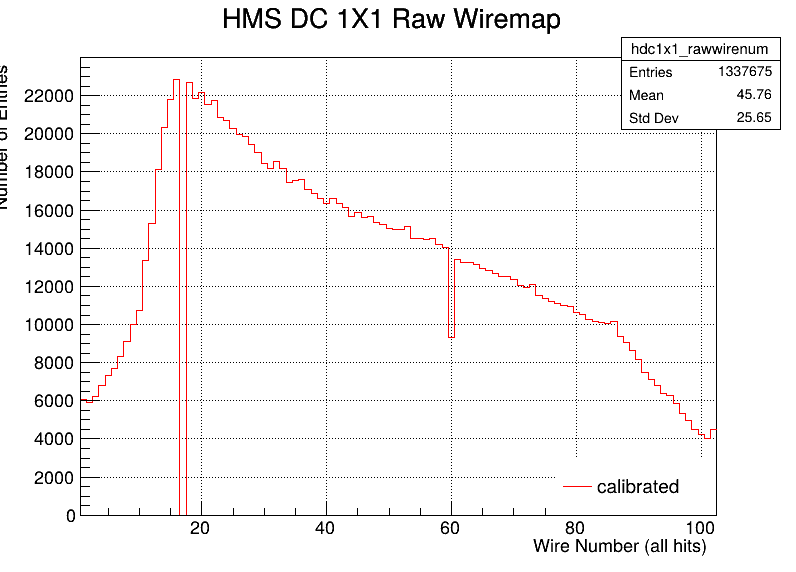 HMS DC 1X1 Raw Wiremap
hdc1x1_rawwirenum
Entries 1337675
Mean 45.76
Std Dev 25.65
Number of Entries
22000
20000
18000
16000
14000
12000
10000
8000
6000
4000
2000
0
calibrated
20 40 60 80 100
Wire Number (all hits)